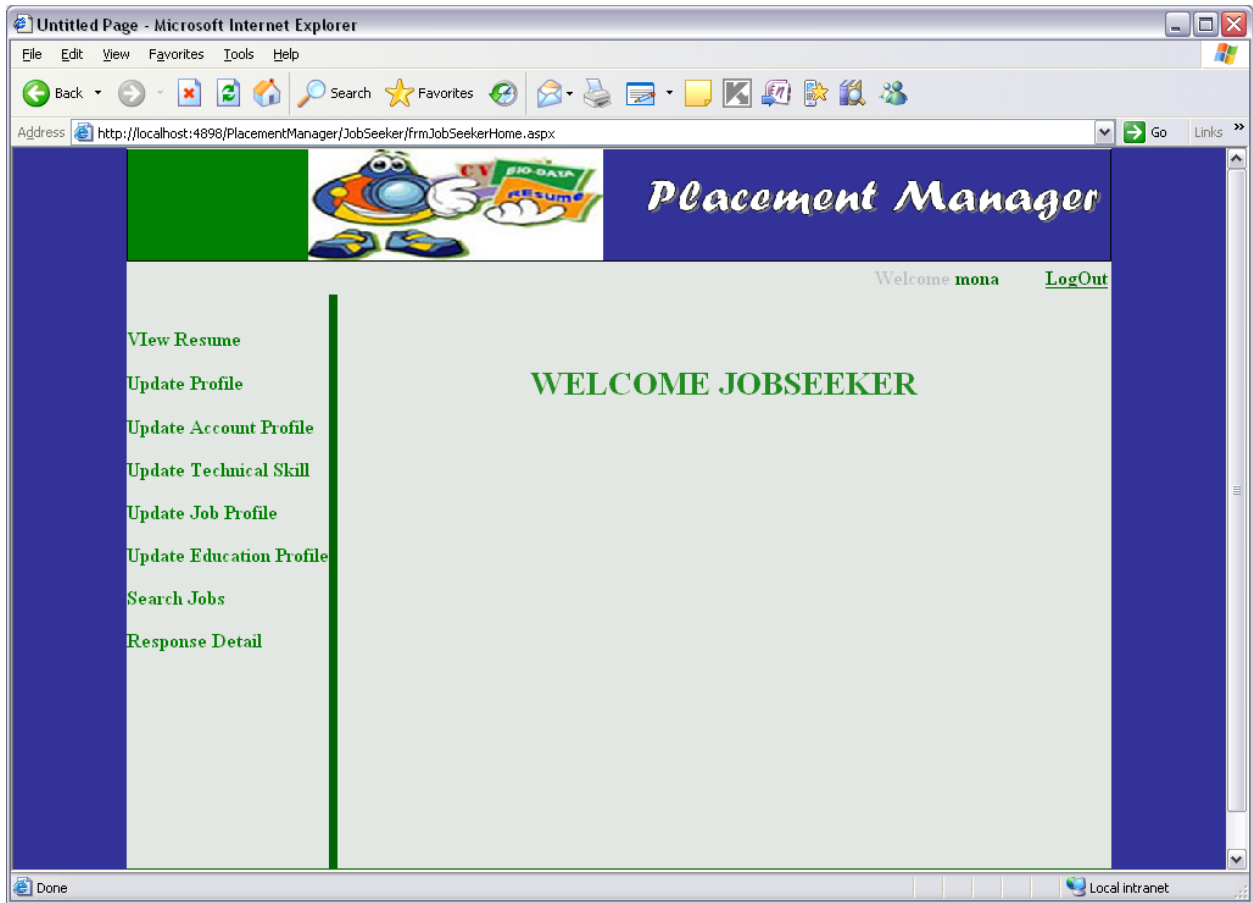 Untitled Page - Microsoft Internet Explorer
File Edit View Favorites Tools Help
Back Search Favorites
Address http://localhost:4898/PlacementManager/JobSeeker/frmJobSeekerHome.aspx Go Links »
CV BIO-DATA
RESUME
Placement Manager
Welcome mona LogOut
VIew Resume
Update Profile
WELCOME JOBSEEKER
Update Account Profile
Update Technical Skill
Update Job Profile
Update Education Profile
Search Jobs
Response Detail
Done Local intranet